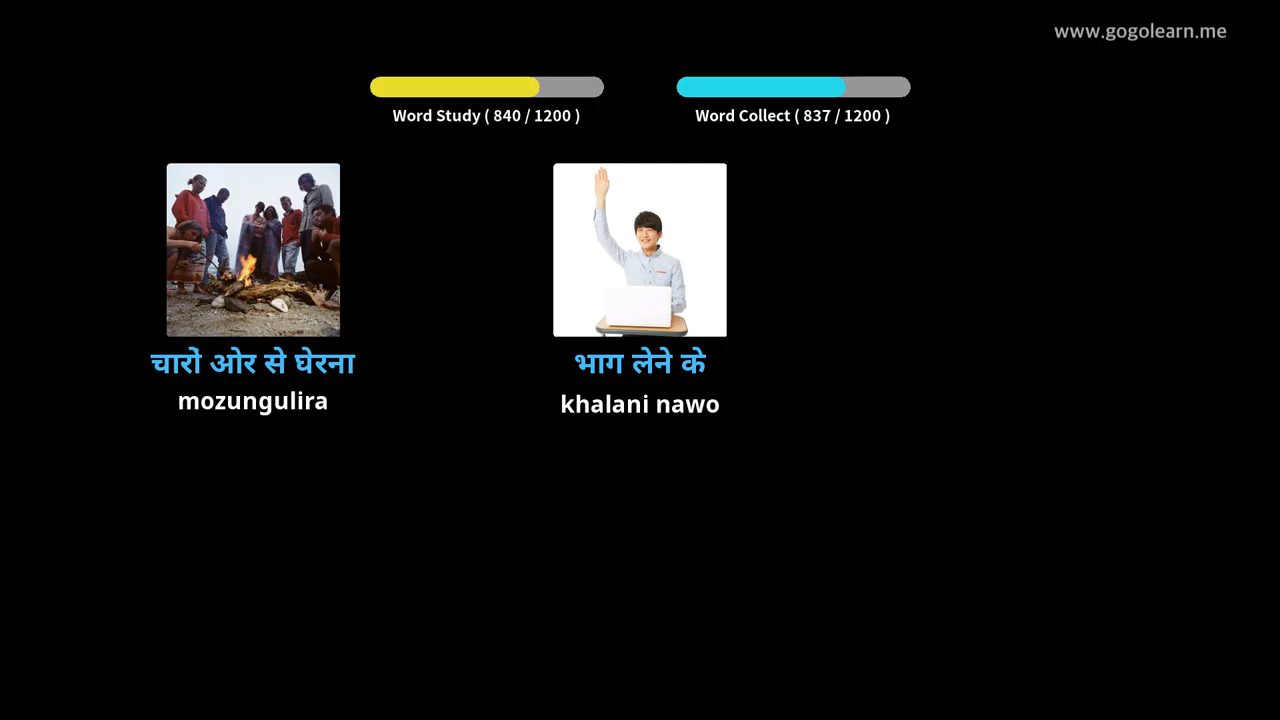 www.gogolearn.me
Word Study ( 840 / 1200 )
Word Collect ( 837 / 1200 )
चारों ओर से घेरना
mozungulira
भाग लेने के
khalani nawo